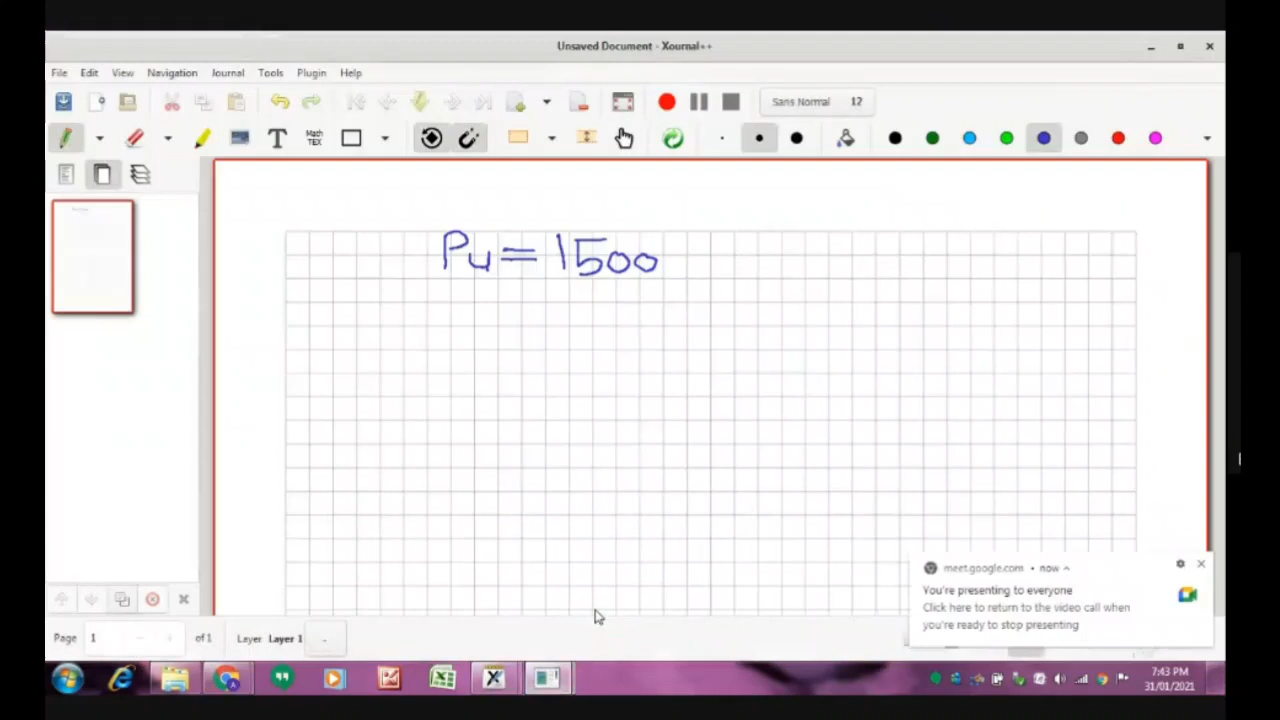 Unsaved Document - Xournal++
File Edit View Navigation Journal Tools Plugin Help
Sans Normal 12
T Math TEX
Pu = 1500
meet.google.com • now
You're presenting to everyone
Click here to return to the video call when
you're ready to stop presenting
Page 1 of 1 Layer Layer 1
7:43 PM
31/01/2021